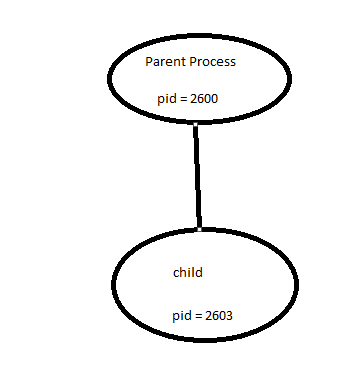 Parent Process
pid = 2600
child
pid = 2603